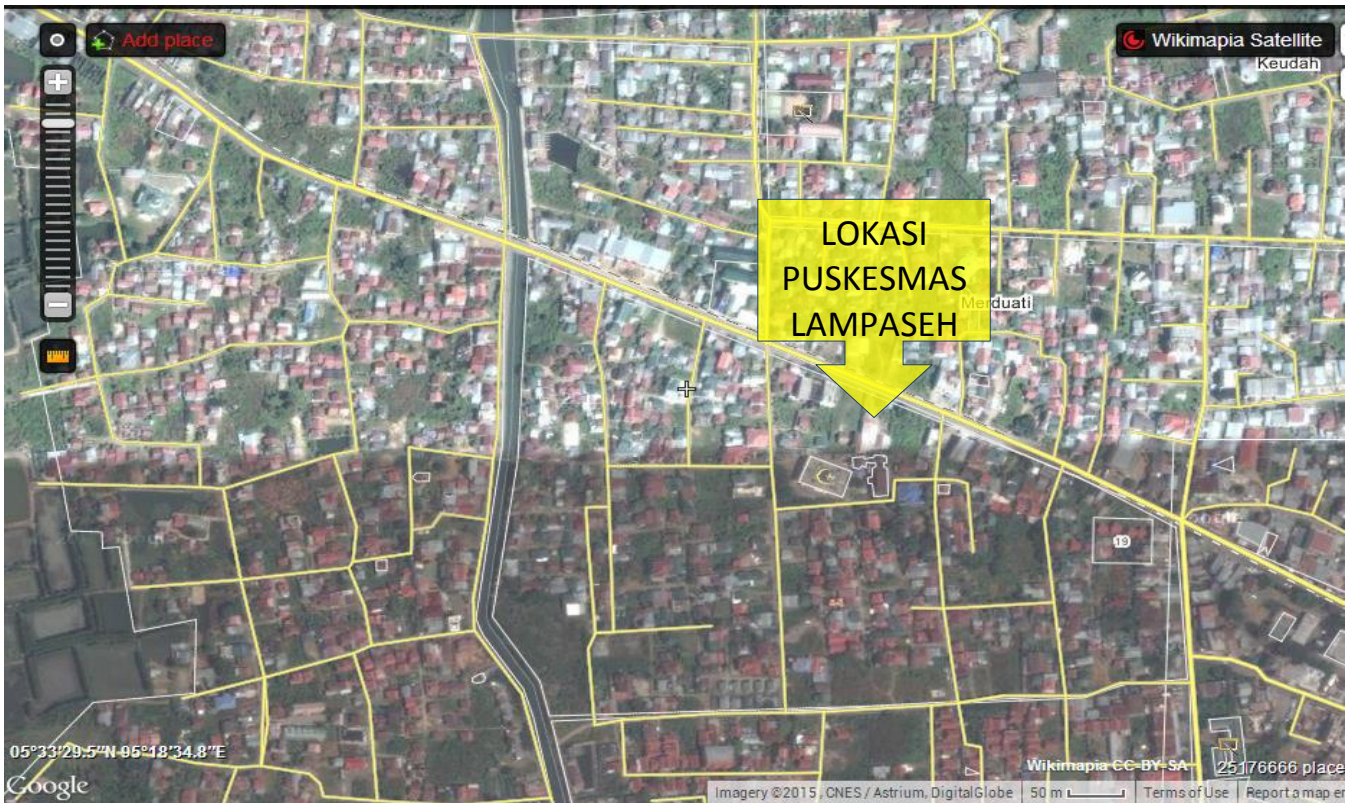 Add place
Wikimapia Satellite
Keudah
LOKASI
PUSKESMAS
LAMPASEH
Merduati
19
05°33'29.5"N 95°18'34.8"E
Google
Wikimapia CC-BY-SA
25176666 place
Imagery ©2015, CNES / Astrium, DigitalGlobe
50 m
Terms of Use
Report a map er